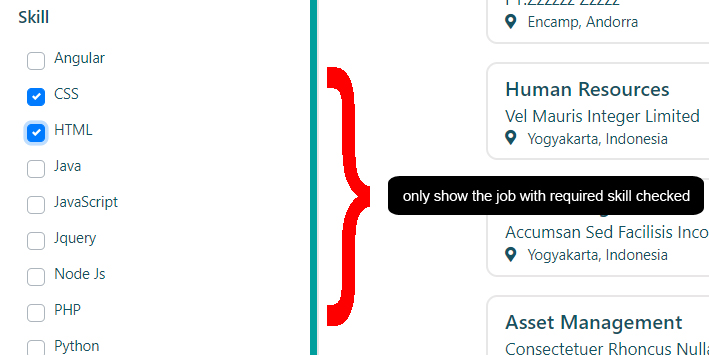 Skill
Angular
CSS
HTML
Java
JavaScript
Jquery
Node Js
PHP
Python
Encamp, Andorra
Human Resources
Vel Mauris Integer Limited
Yogyakarta, Indonesia
only show the job with required skill checked
Accumsan Sed Facilisis Inco
Yogyakarta, Indonesia
Asset Management
Consectetuer Rhoncus Nulla